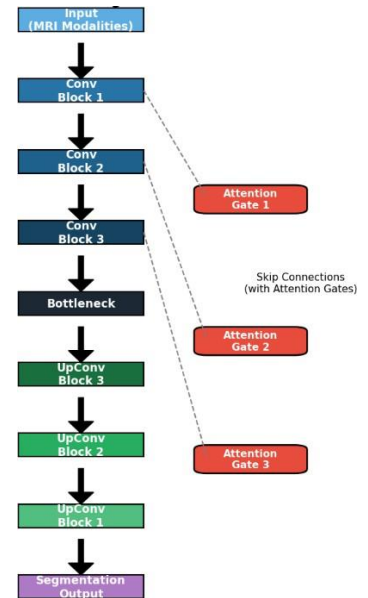 Input
(MRI Modalities)
Conv
Block 1
Conv
Block 2
Attention
Gate 1
Conv
Block 3
Skip Connections
(with Attention Gates)
Bottleneck
Attention
Gate 2
UpConv
Block 3
UpConv
Block 2
Attention
Gate 3
UpConv
Block 1
Segmentation
Output